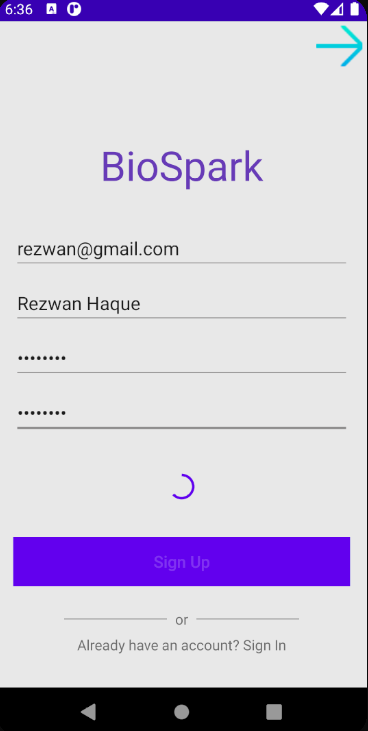 6:36 A
BioSpark
rezwan@gmail.com
Rezwan Haque
••••••••
••••••••
Sign Up
or
Already have an account? Sign In